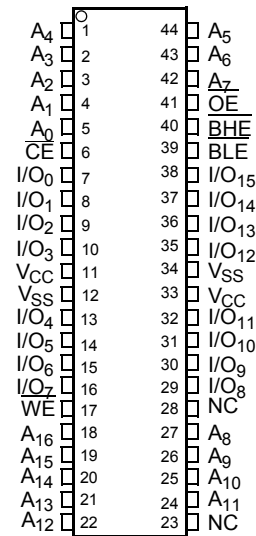 A4 1 44 A5
A3 2 43 A6
A2 3 42 A7
A1 4 41 OE
A0 5 40 BHE
CE 6 39 BLE
I/O0 7 38 I/O15
I/O1 8 37 I/O14
I/O2 9 36 I/O13
I/O3 10 35 I/O12
VCC 11 34 VSS
VSS 12 33 VCC
I/O4 13 32 I/O11
I/O5 14 31 I/O10
I/O6 15 30 I/O9
I/O7 16 29 I/O8
WE 17 28 NC
A16 18 27 A8
A15 19 26 A9
A14 20 25 A10
A13 21 24 A11
A12 22 23 NC